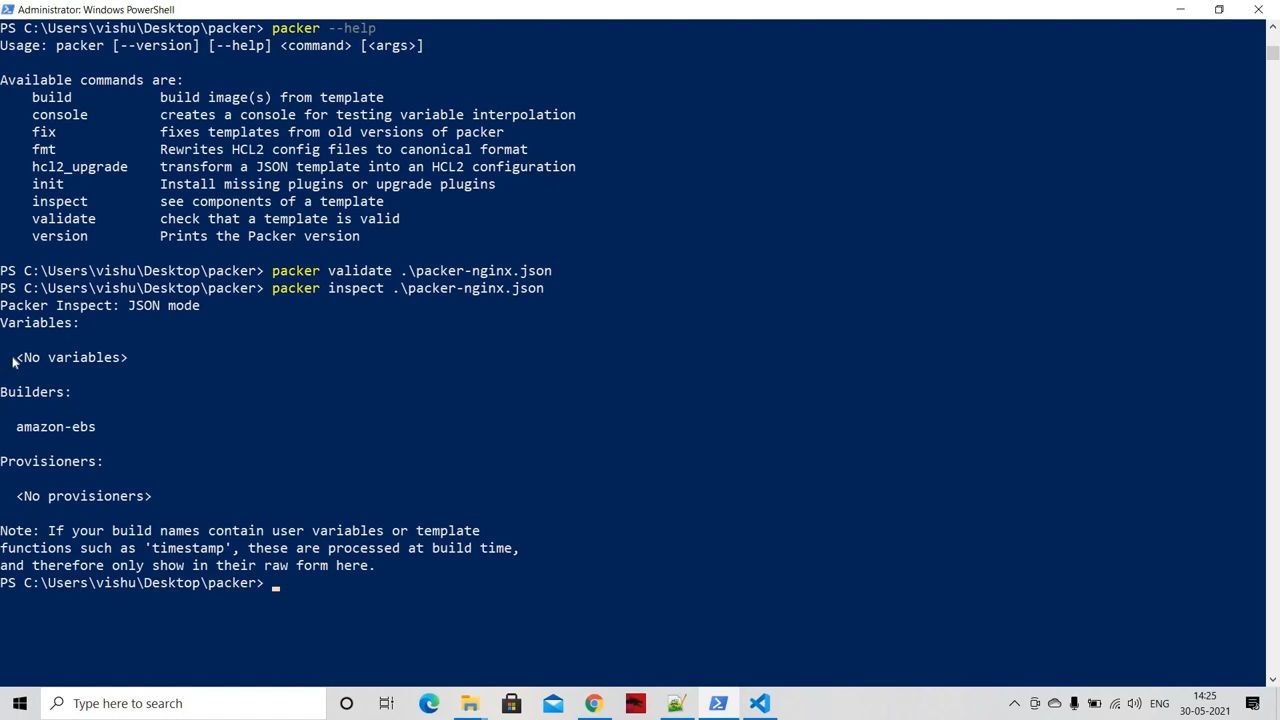 Administrator: Windows PowerShell
PS C:\Users\vishu\Desktop\packer> packer --help
Usage: packer [--version] [--help] <command> [<args>]
Available commands are:
build build image(s) from template
console creates a console for testing variable interpolation
fix fixes templates from old versions of packer
fmt Rewrites HCL2 config files to canonical format
hcl2_upgrade transform a JSON template into an HCL2 configuration
init Install missing plugins or upgrade plugins
inspect see components of a template
validate check that a template is valid
version Prints the Packer version
PS C:\Users\vishu\Desktop\packer> packer validate .\packer-nginx.json
PS C:\Users\vishu\Desktop\packer> packer inspect .\packer-nginx.json
Packer Inspect: JSON mode
Variables:
<No variables>
Builders:
amazon-ebs
Provisioners:
<No provisioners>
Note: If your build names contain user variables or template
functions such as 'timestamp', these are processed at build time,
and therefore only show in their raw form here.
PS C:\Users\vishu\Desktop\packer>
Type here to search
ENG
14:25
30-05-2021